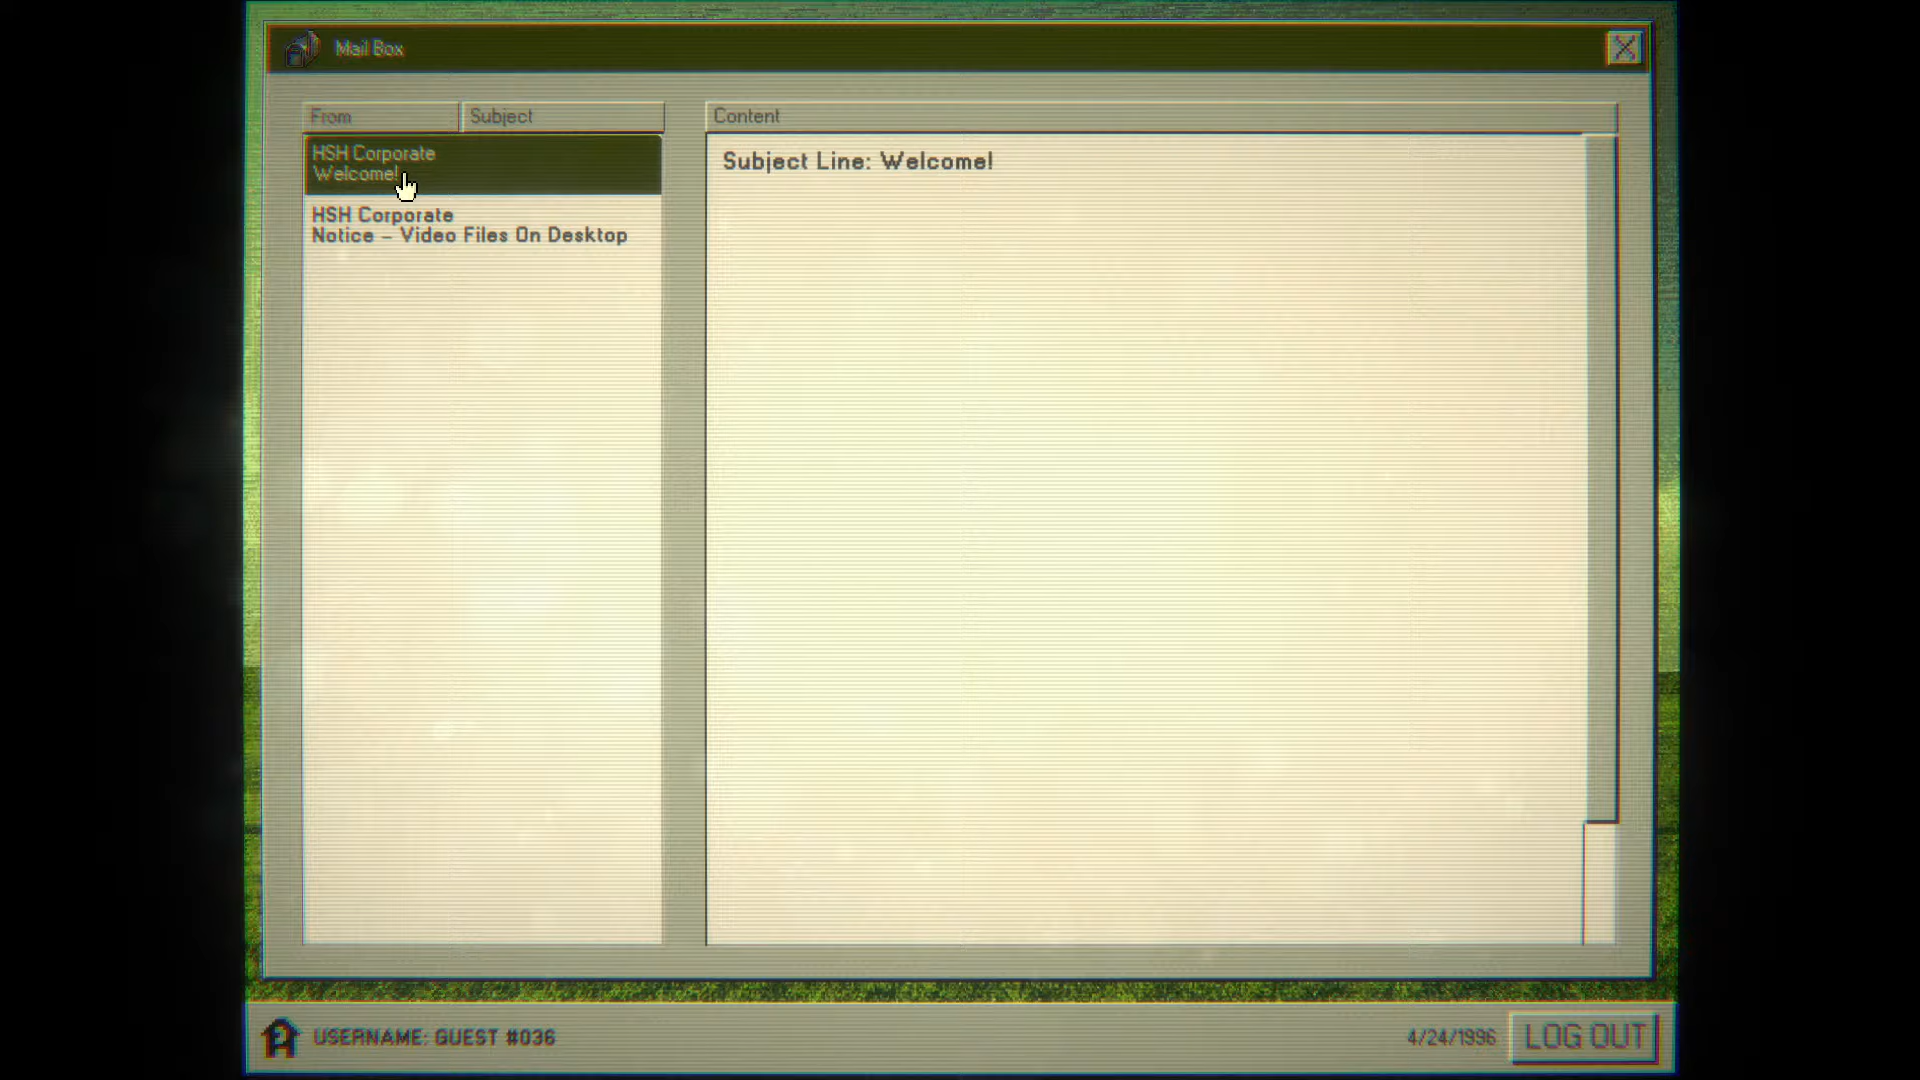 Mail Box
From
Subject
Content
HSH Corporate
Welcome!
HSH Corporate
Notice – Video Files On Desktop
Subject Line: Welcome!
USERNAME: GUEST #036
4/24/1996
LOG OUT